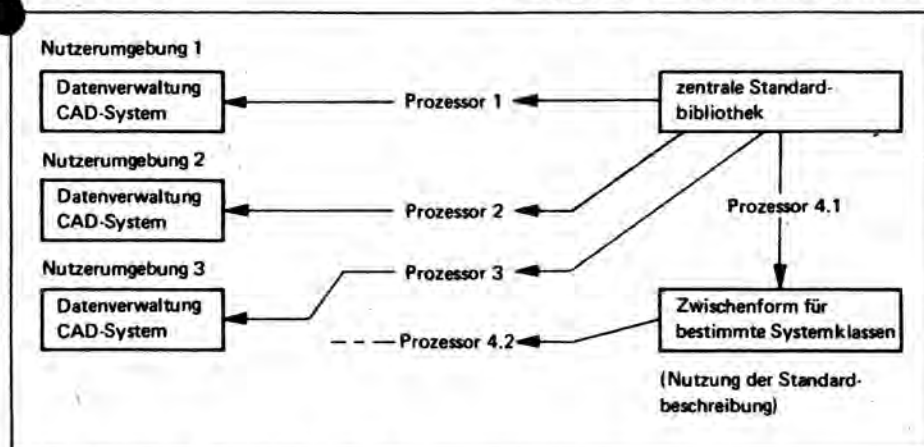 Nutzerumgebung 1
Datenverwaltung
CAD-System
Prozessor 1
zentrale Standard-
bibliothek
Nutzerumgebung 2
Datenverwaltung
CAD-System
Prozessor 2
Prozessor 4.1
Nutzerumgebung 3
Datenverwaltung
CAD-System
Prozessor 3
Prozessor 4.2
Zwischenform für
bestimmte Systemklassen
(Nutzung der Standard-
beschreibung)